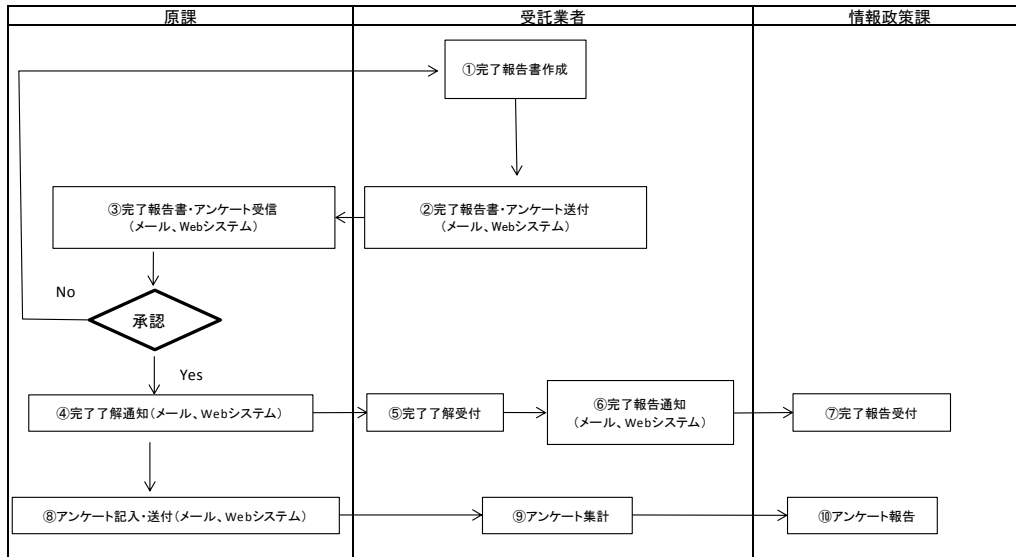 原課
受託業者
情報政策課
①完了報告書作成
③完了報告書・アンケート受信
(メール、Webシステム)
②完了報告書・アンケート送付
(メール、Webシステム)
No
承認
Yes
④完了了解通知(メール、Webシステム)
⑤完了了解受付
⑥完了報告通知
(メール、Webシステム)
⑦完了報告受付
⑧アンケート記入・送付(メール、Webシステム)
⑨アンケート集計
⑩アンケート報告